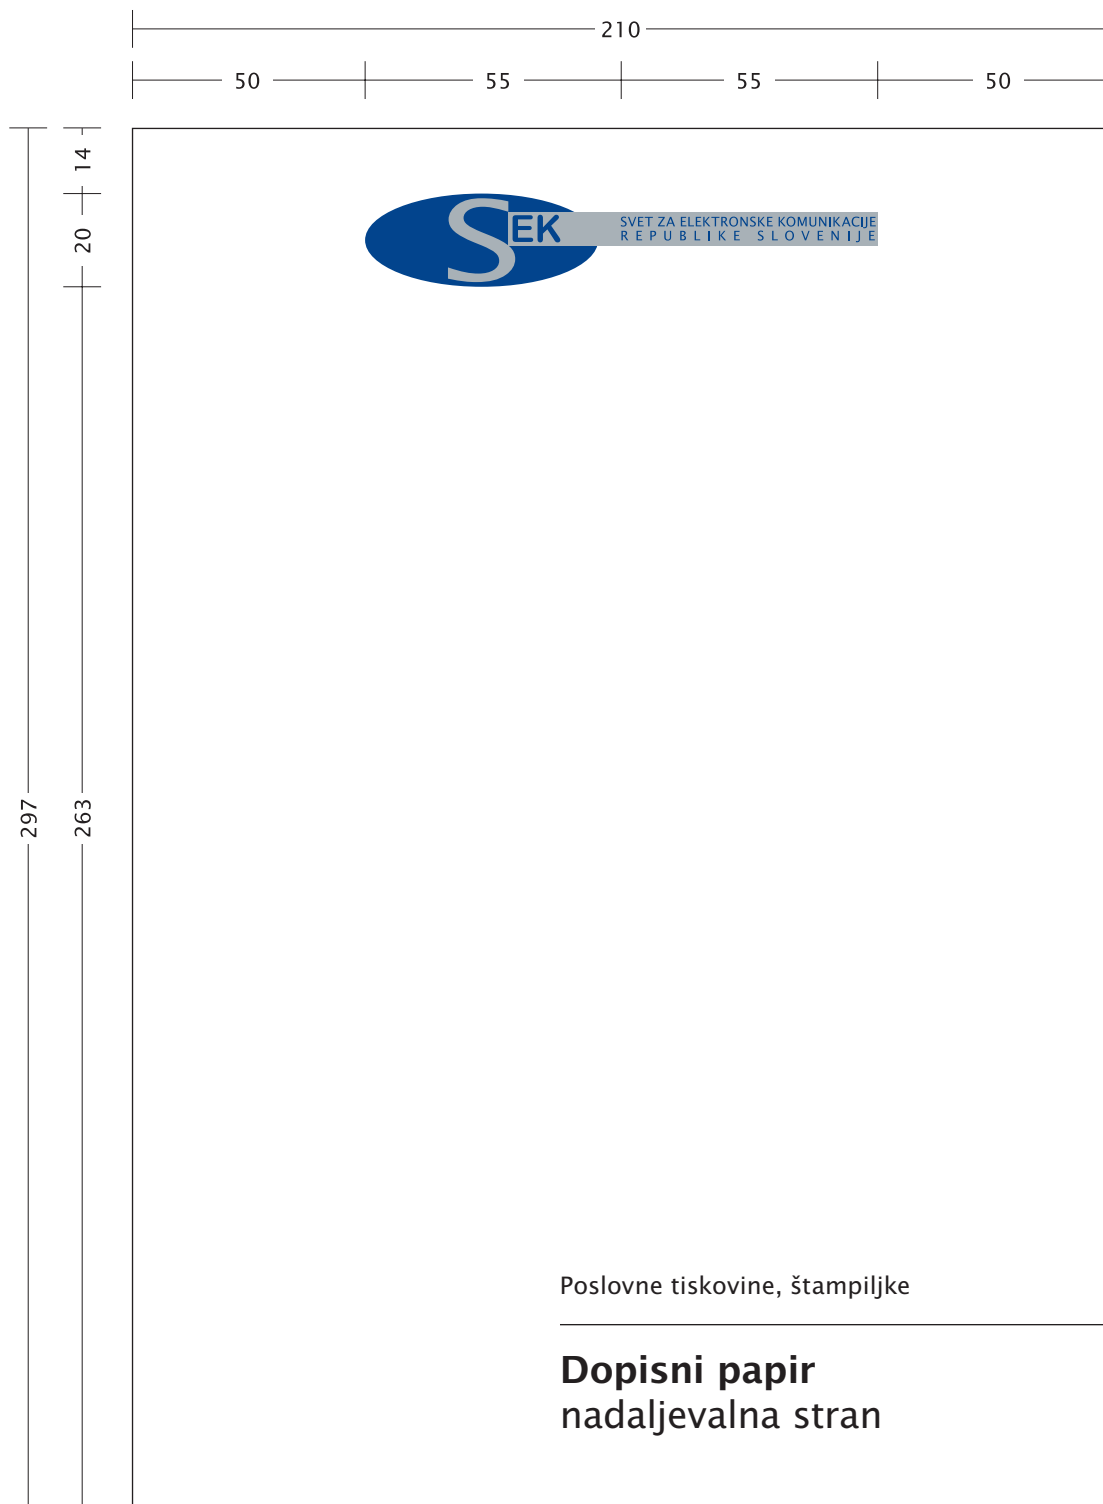 210
50 55 55 50
14
20
SEK
SVET ZA ELEKTRONSKE KOMUNIKACIJE
REPUBLIKE SLOVENIJE
297
263
Poslovne tiskovine, štampiljke
Dopisni papir
nadaljevalna stran